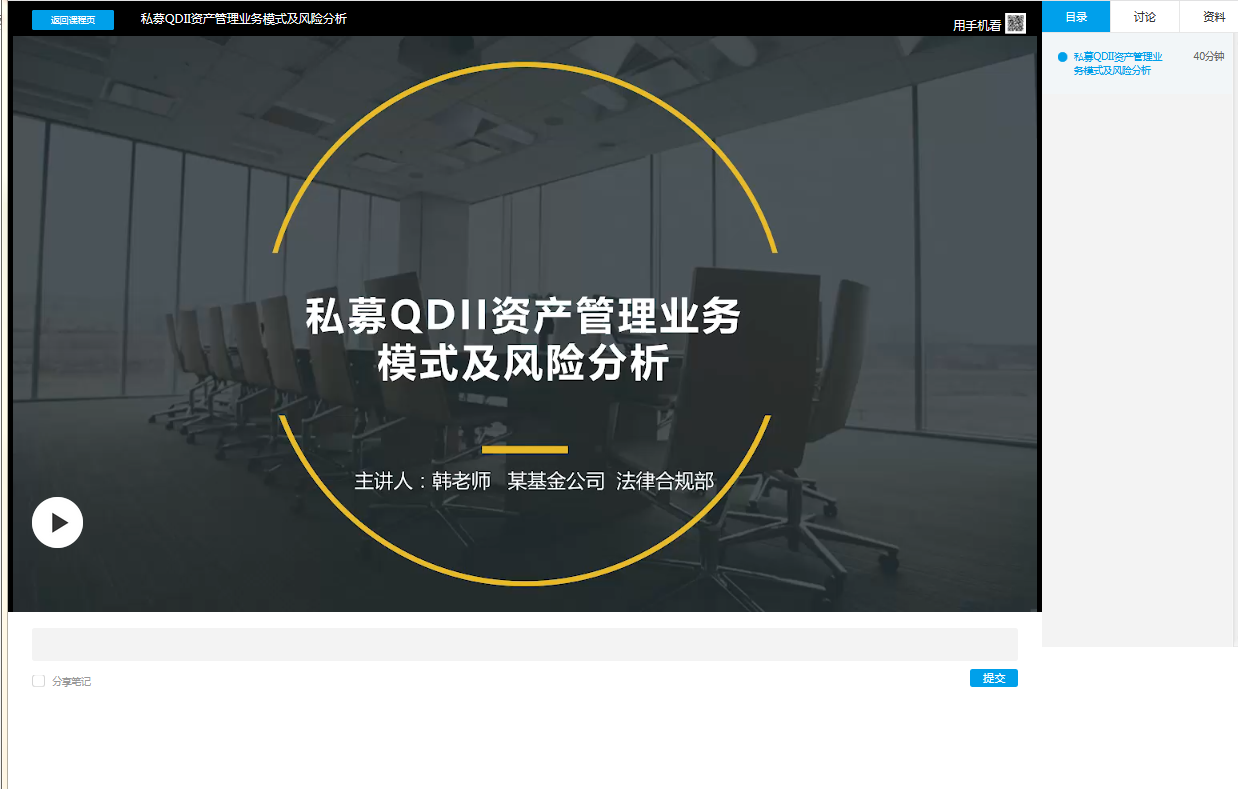 返回课程页
私募QDII资产管理业务模式及风险分析
用手机看
目录
讨论
资料
私募QDII资产管理业
务模式及风险分析
40分钟
私募QDII资产管理业务
模式及风险分析
主讲人：韩老师 某基金公司 法律合规部
分享笔记
提交